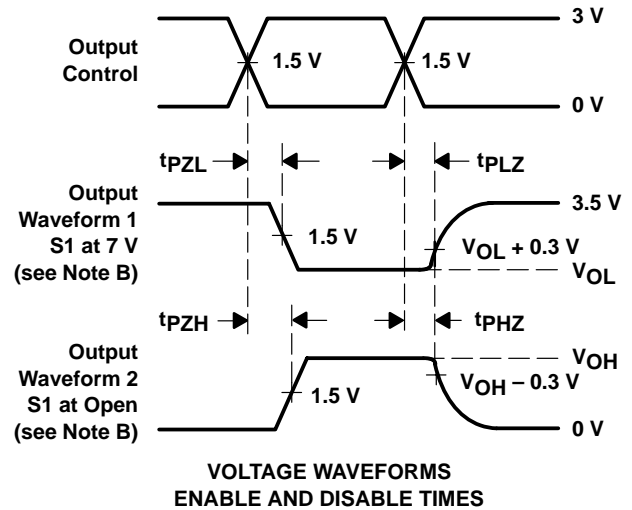 3 V
Output
Control
1.5 V
1.5 V
0 V
tPZL
tPLZ
Output
Waveform 1
S1 at 7 V
(see Note B)
3.5 V
1.5 V
VOL + 0.3 V
VOL
tPZH
tPHZ
Output
Waveform 2
S1 at Open
(see Note B)
VOH
1.5 V
VOH – 0.3 V
0 V
VOLTAGE WAVEFORMS
ENABLE AND DISABLE TIMES